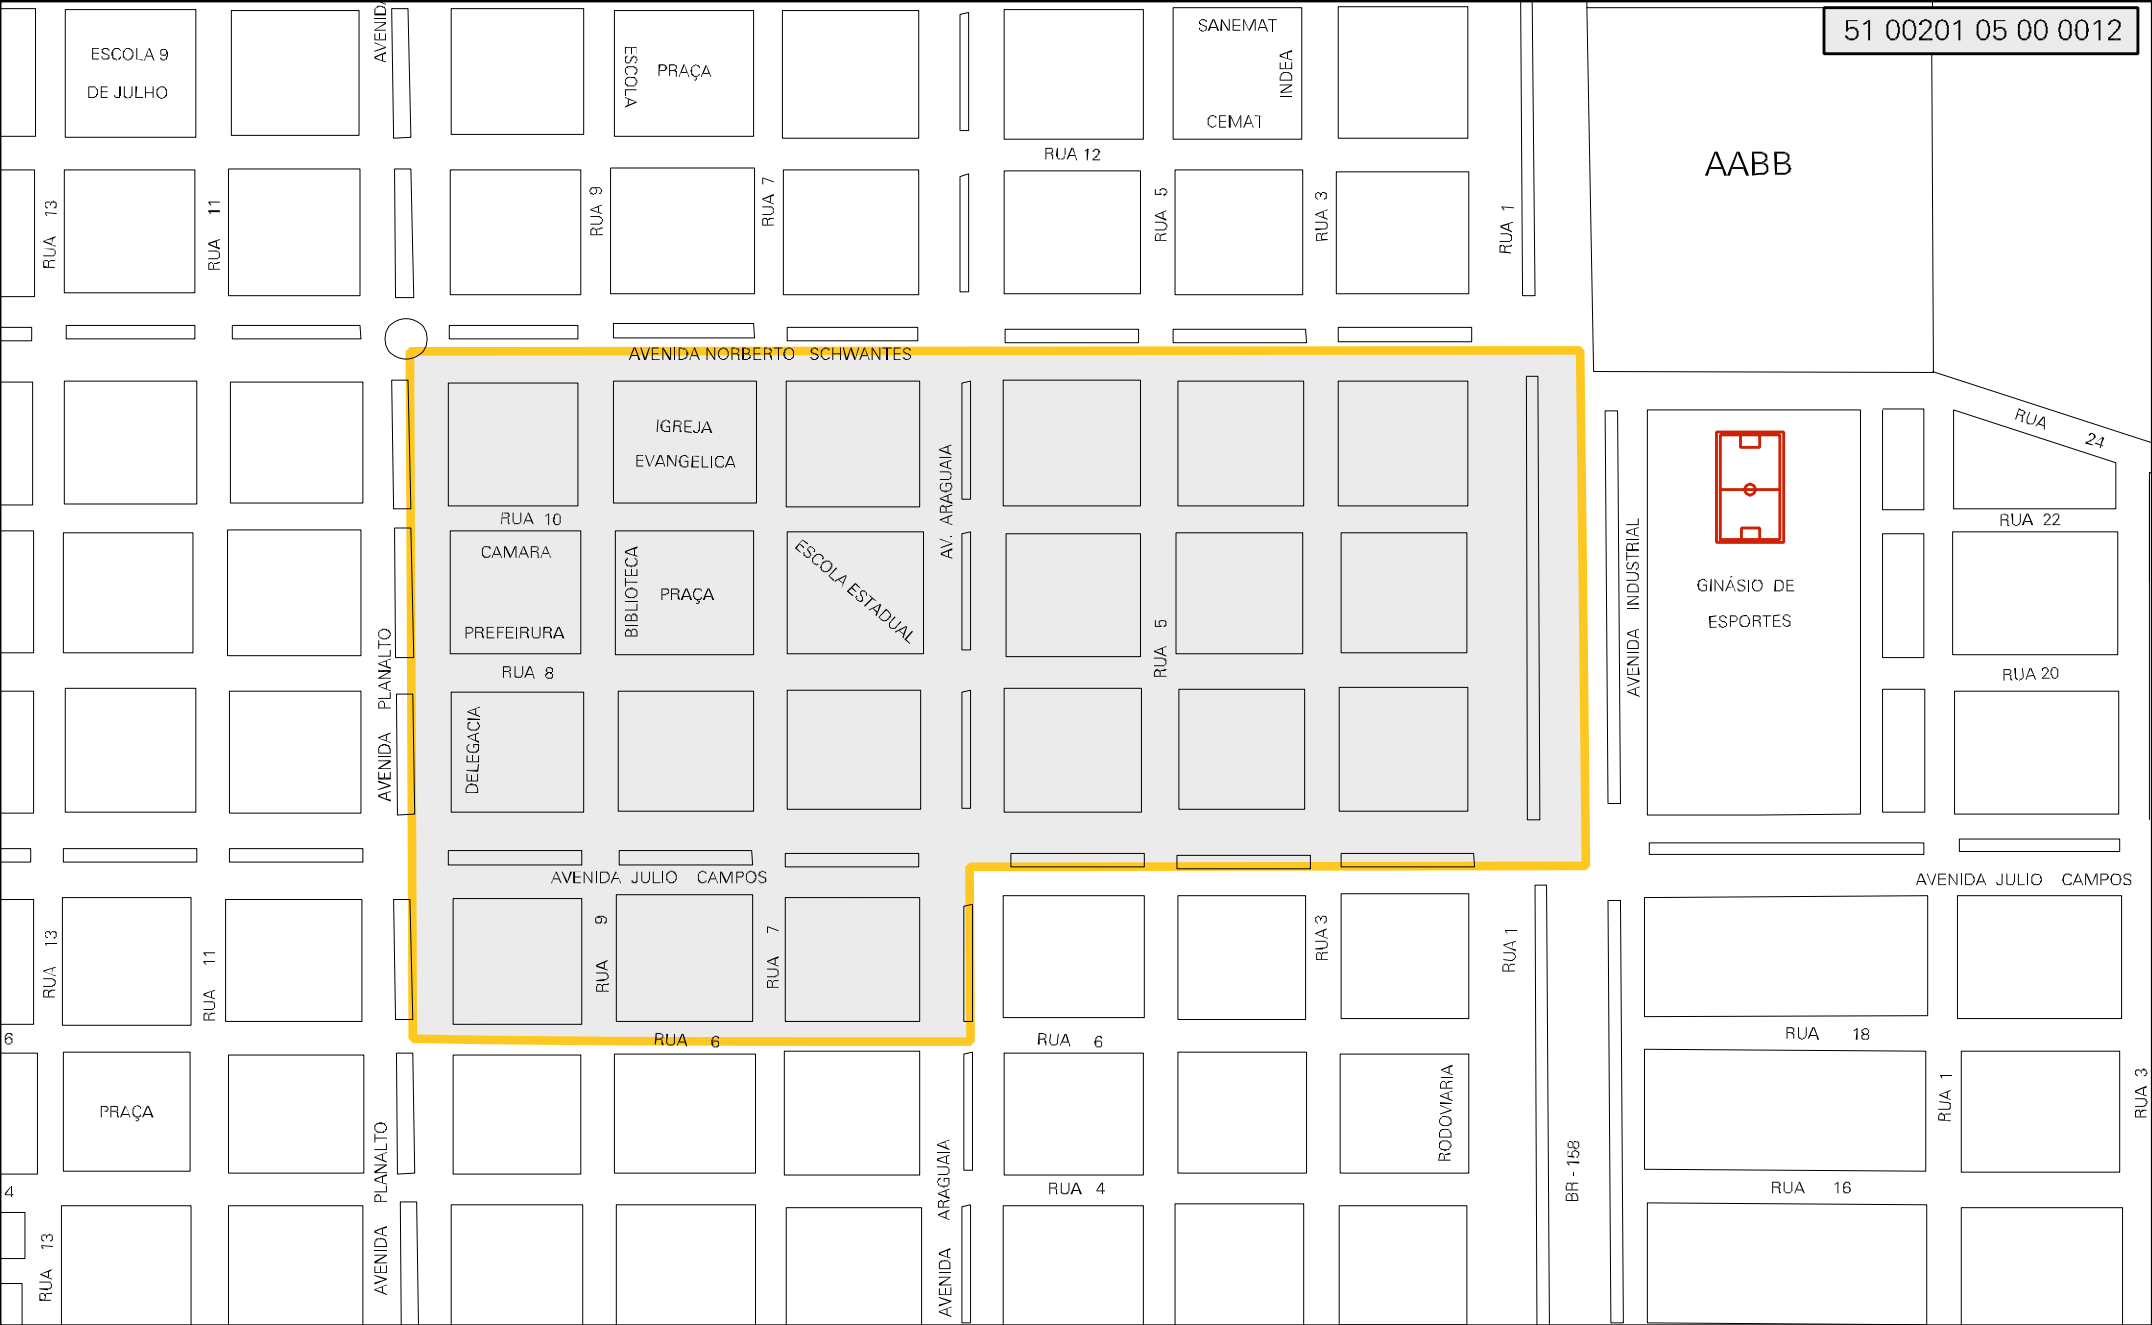 51 00201 05 00 0012
AVENIDA
ESCOLA 9
DE JULHO
ESCOLA
PRAÇA
SANEMAT
INDEA
CEMAT
AABB
RUA 12
RUA 13
RUA 11
RUA 9
RUA 7
RUA 5
RUA 3
RUA 1
AVENIDA NORBERTO SCHWANTES
IGREJA
EVANGELICA
AV. ARAGUAIA
RUA 24
RUA 10
RUA 22
CAMARA
PREFEIRURA
BIBLIOTECA
PRAÇA
ESCOLA ESTADUAL
RUA 5
AVENIDA INDUSTRIAL
GINÁSIO DE
ESPORTES
AVENIDA PLANALTO
RUA 8
RUA 20
DELEGACIA
AVENIDA JULIO CAMPOS
AVENIDA JULIO CAMPOS
RUA 13
RUA 11
RUA 9
RUA 7
RUA 3
RUA 1
6
RUA 6
RUA 6
RUA 18
PRAÇA
RODOVIARIA
RUA 1
RUA 3
AVENIDA PLANALTO
AVENIDA ARAGUAIA
BR - 158
4
RUA 4
RUA 16
RUA 13